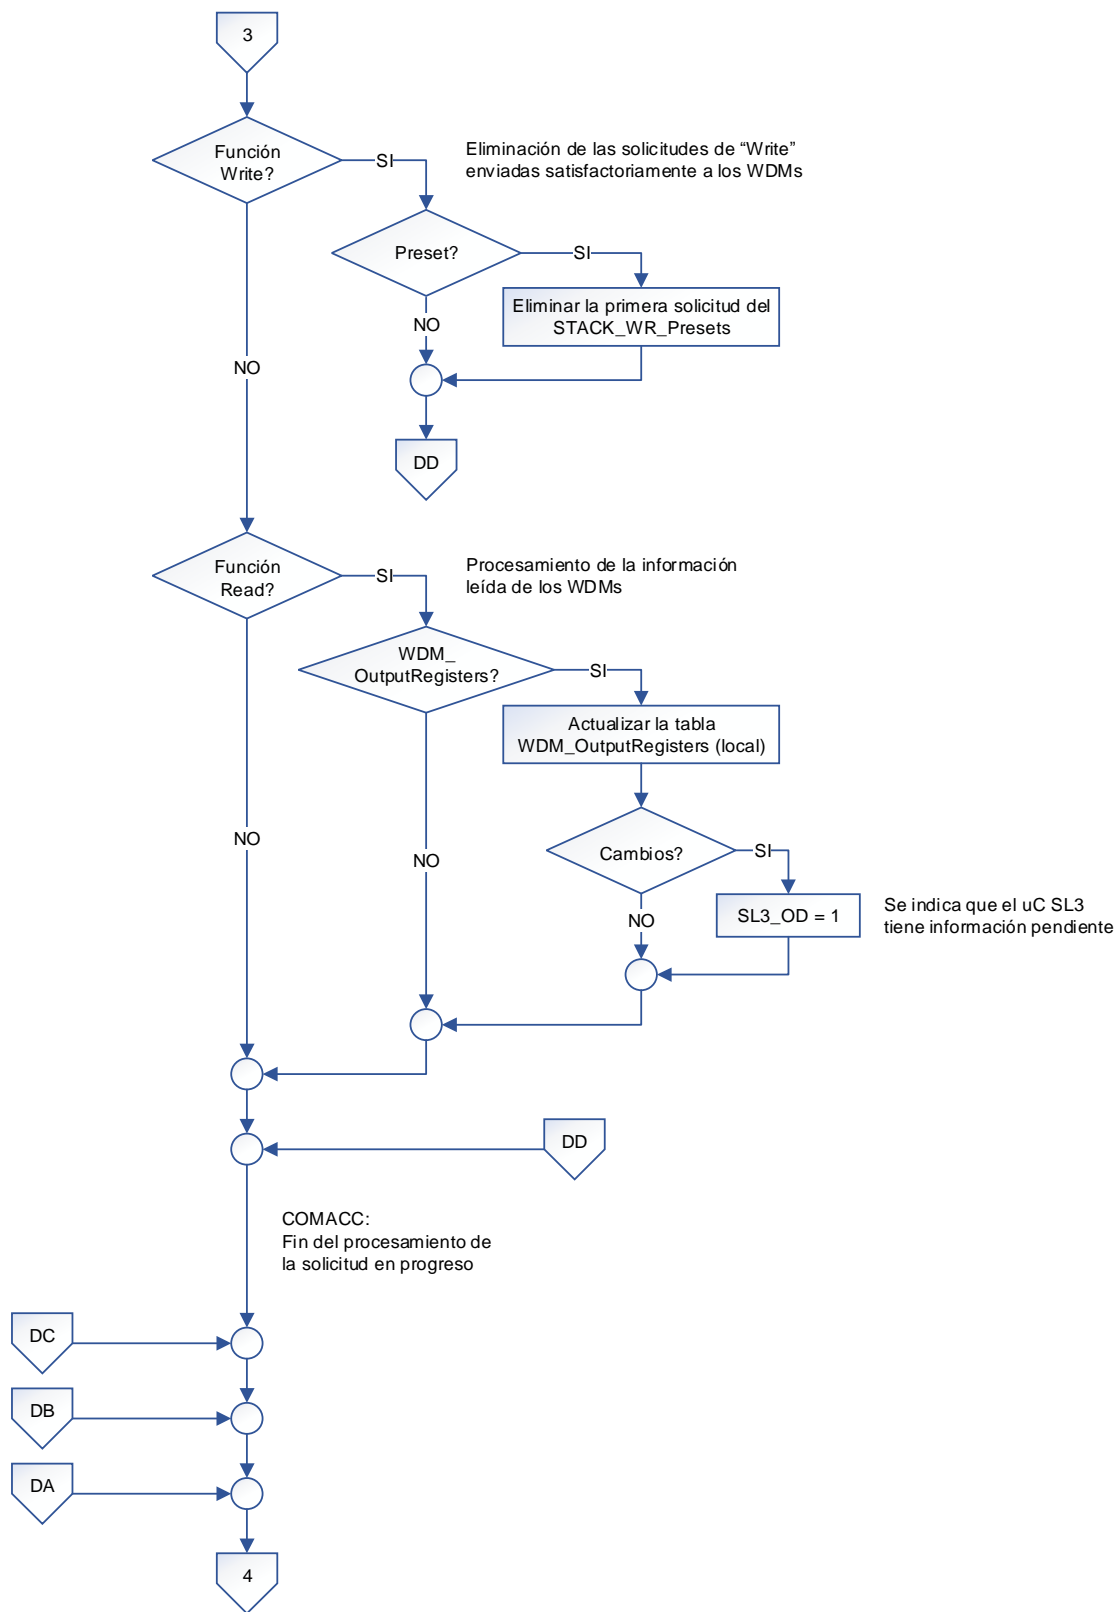 3
Función
Write?
SI
Eliminación de las solicitudes de “Write”
enviadas satisfactoriamente a los WDMs
Preset?
SI
Eliminar la primera solicitud del
STACK_WR_Presets
NO
NO
DD
Función
Read?
SI
Procesamiento de la información
leída de los WDMs
WDM_
OutputRegisters?
SI
Actualizar la tabla
WDM_OutputRegisters (local)
NO
NO
Cambios?
SI
NO
SL3_OD = 1
Se indica que el uC SL3
tiene información pendiente
DD
COMACC:
Fin del procesamiento de
la solicitud en progreso
DC
DB
DA
4